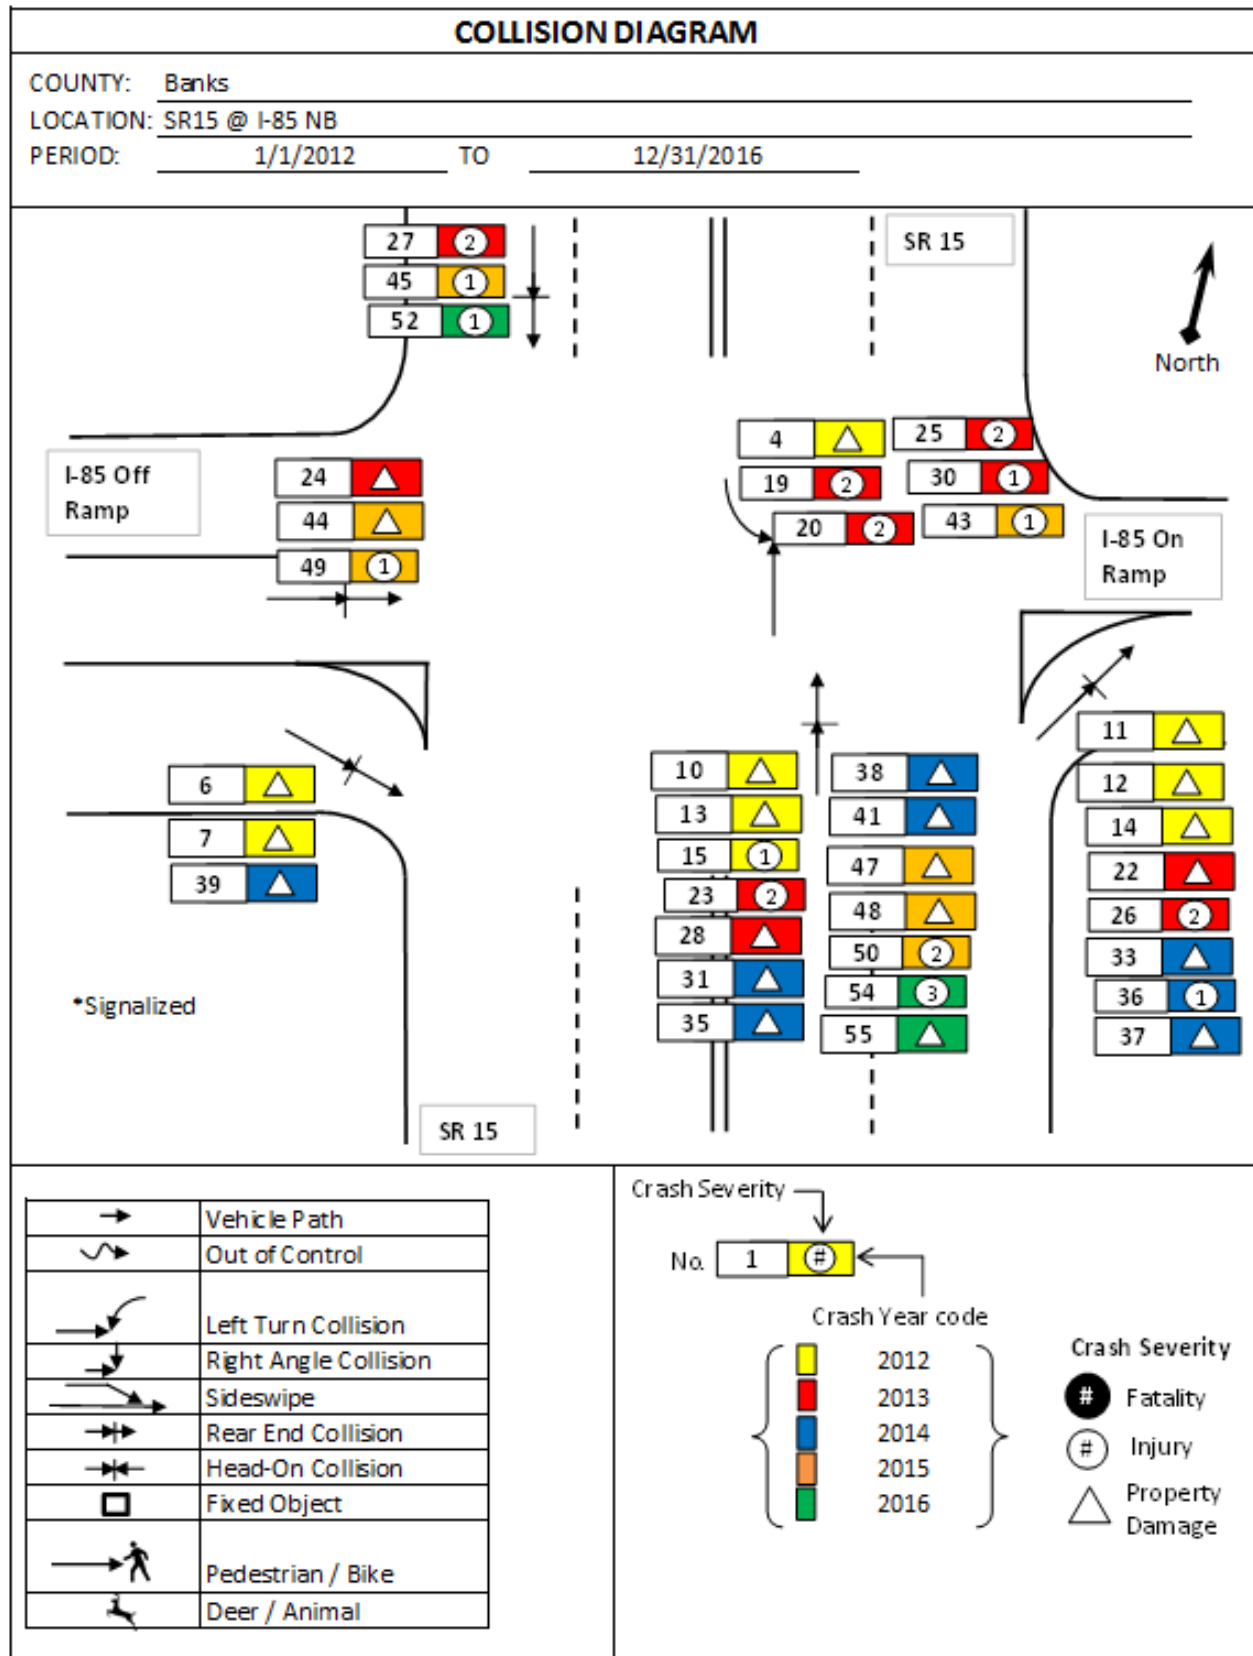 COLLISION DIAGRAM
COUNTY: Banks
LOCATION: SR15 @ I-85 NB
PERIOD: 1/1/2012 TO 12/31/2016
27 2
45 1
52 1
SR 15
North
I-85 Off
Ramp
24
44
49 1
4
19 2
20 2
25 2
30 1
43 1
I-85 On
Ramp
6
7
39
10
13
15 1
23 2
28
31
35
38
41
47
48
50 2
54 3
55
11
12
14
22
26 2
33
36 1
37
*Signalized
SR 15
Vehicle Path
Out of Control
Left Turn Collision
Right Angle Collision
Sideswipe
Rear End Collision
Head-On Collision
Fixed Object
Pedestrian / Bike
Deer / Animal
Crash Severity
No. 1 #
Crash Year code
2012
2013
2014
2015
2016
Crash Severity
# Fatality
# Injury
Property
Damage